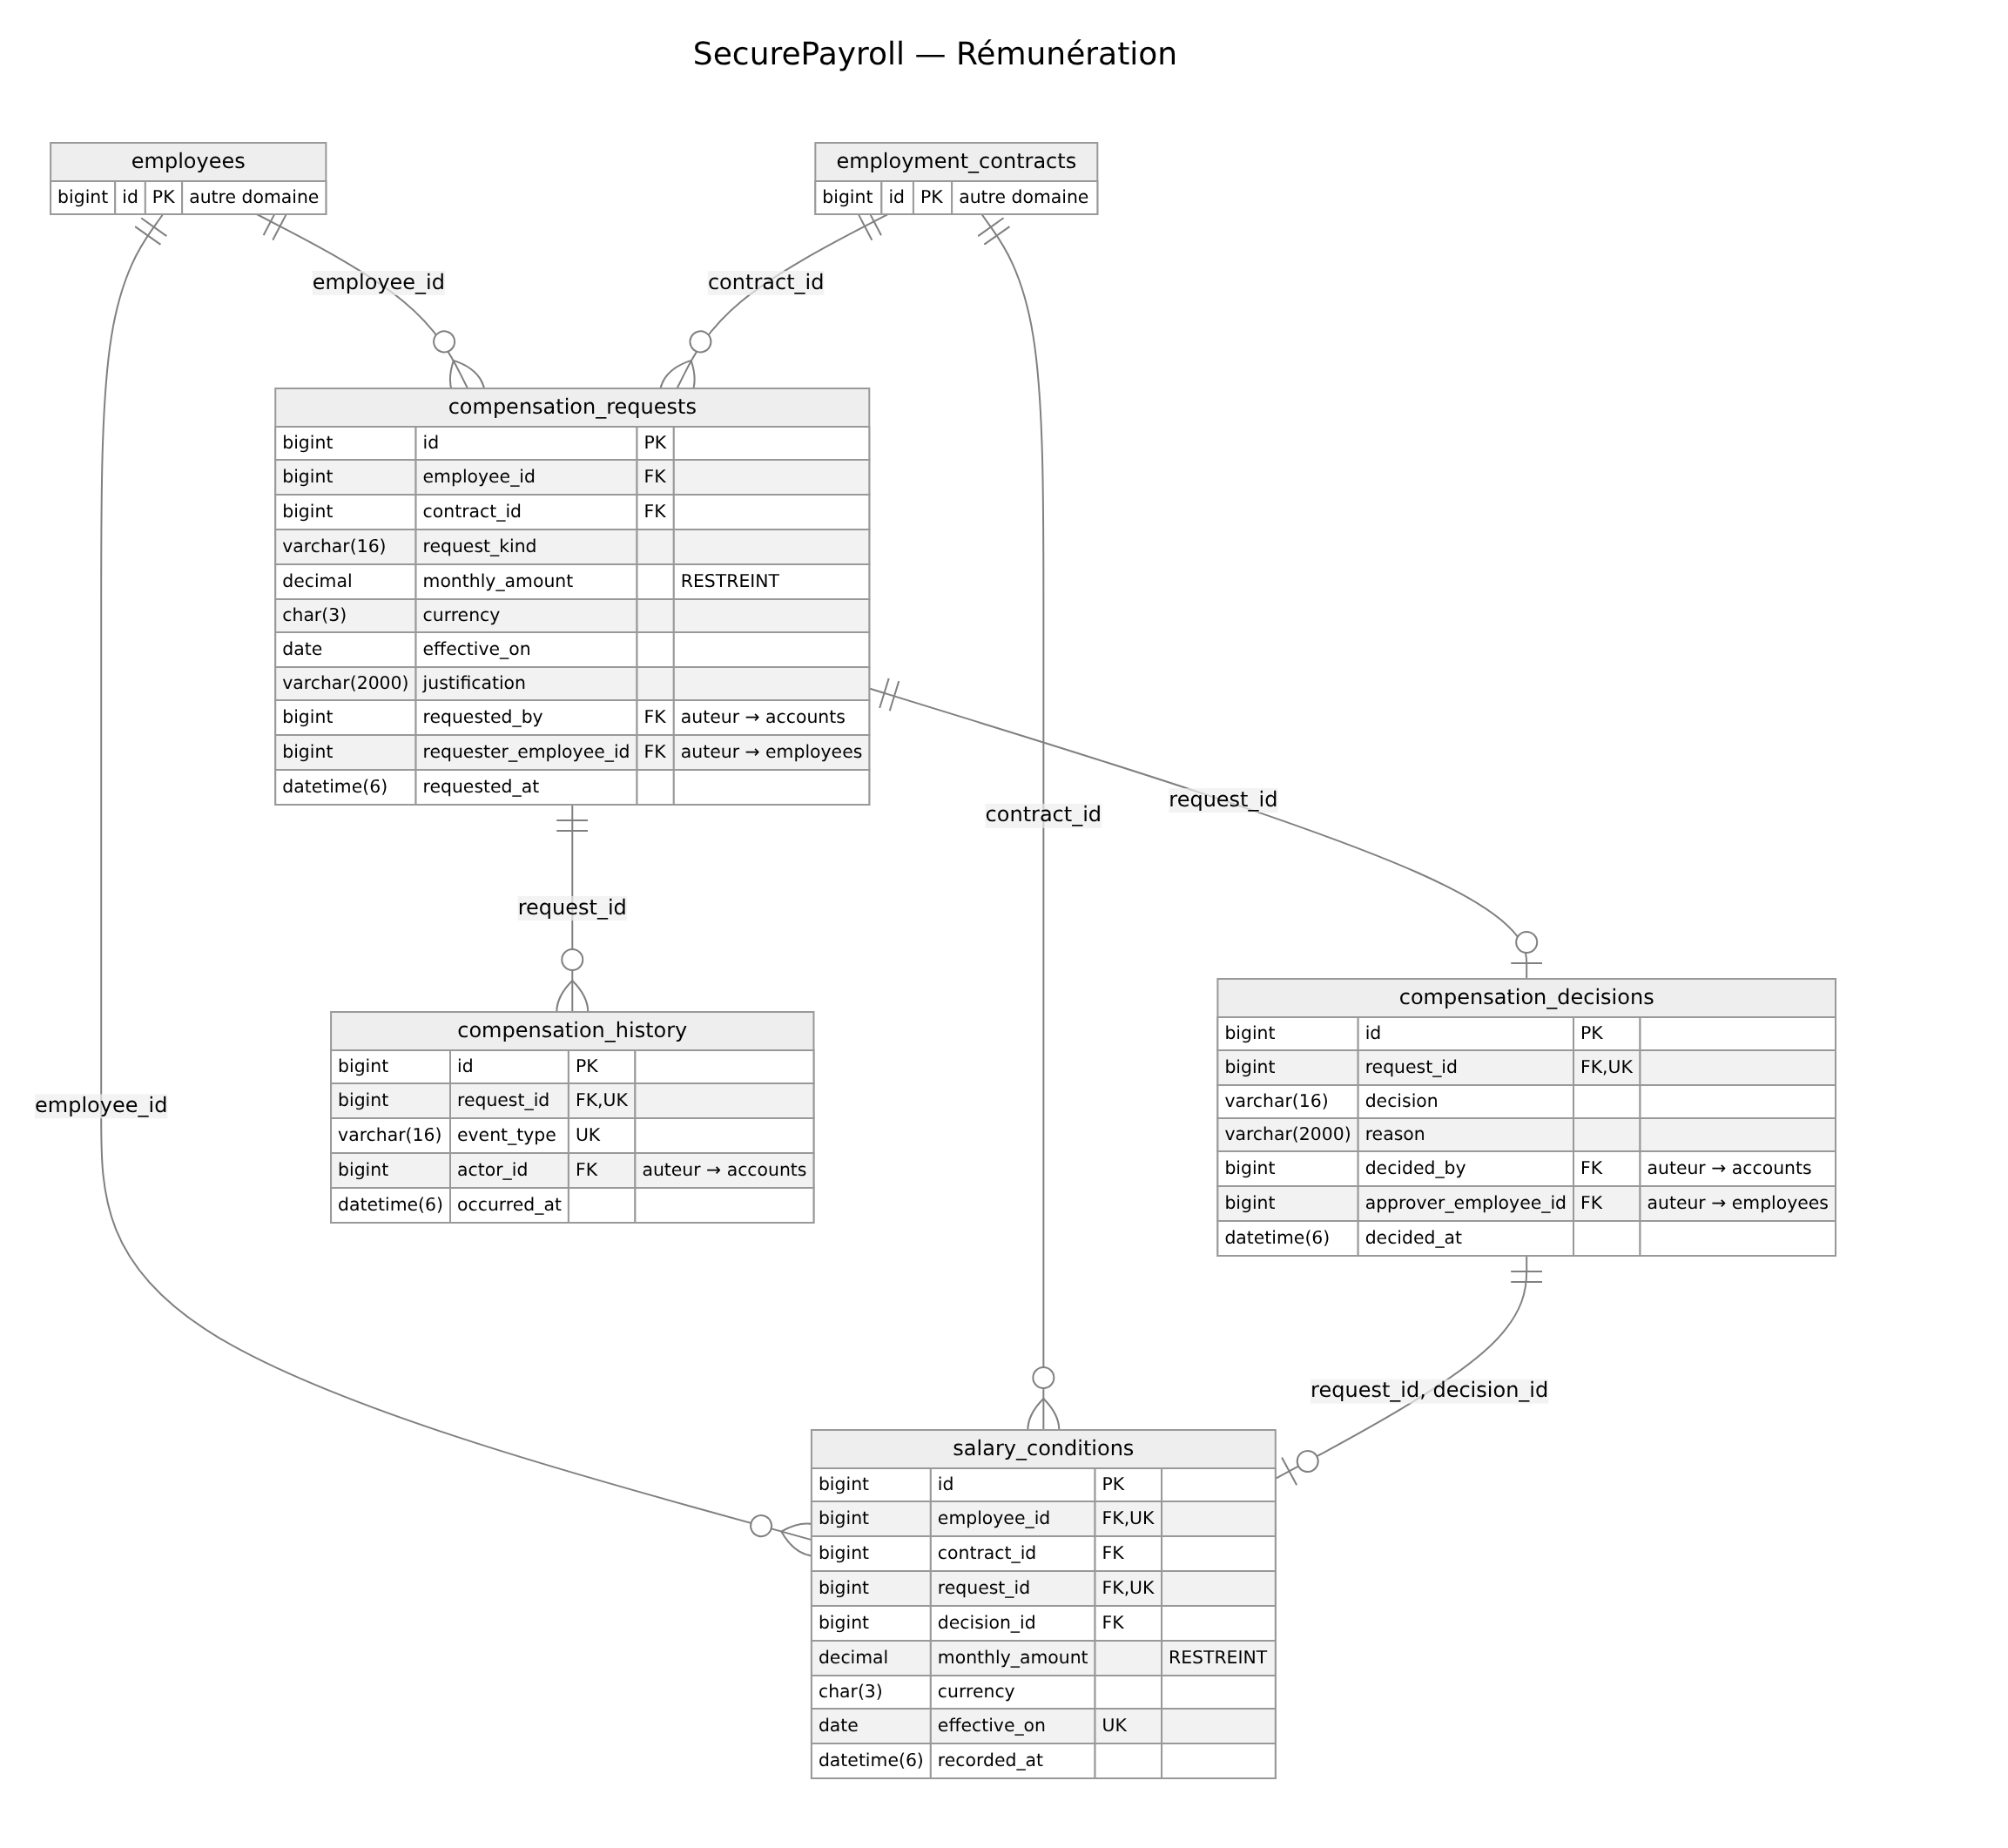 SecurePayroll — Rémunération
employees
bigint id PK autre domaine
employment_contracts
bigint id PK autre domaine
employee_id
contract_id
compensation_requests
bigint id PK
bigint employee_id FK
bigint contract_id FK
varchar(16) request_kind
decimal monthly_amount RESTREINT
char(3) currency
date effective_on
varchar(2000) justification
bigint requested_by FK auteur → accounts
bigint requester_employee_id FK auteur → employees
datetime(6) requested_at
request_id
contract_id
request_id
compensation_history
bigint id PK
bigint request_id FK,UK
varchar(16) event_type UK
bigint actor_id FK auteur → accounts
datetime(6) occurred_at
compensation_decisions
bigint id PK
bigint request_id FK,UK
varchar(16) decision
varchar(2000) reason
bigint decided_by FK auteur → accounts
bigint approver_employee_id FK auteur → employees
datetime(6) decided_at
employee_id
request_id, decision_id
salary_conditions
bigint id PK
bigint employee_id FK,UK
bigint contract_id FK
bigint request_id FK,UK
bigint decision_id FK
decimal monthly_amount RESTREINT
char(3) currency
date effective_on UK
datetime(6) recorded_at